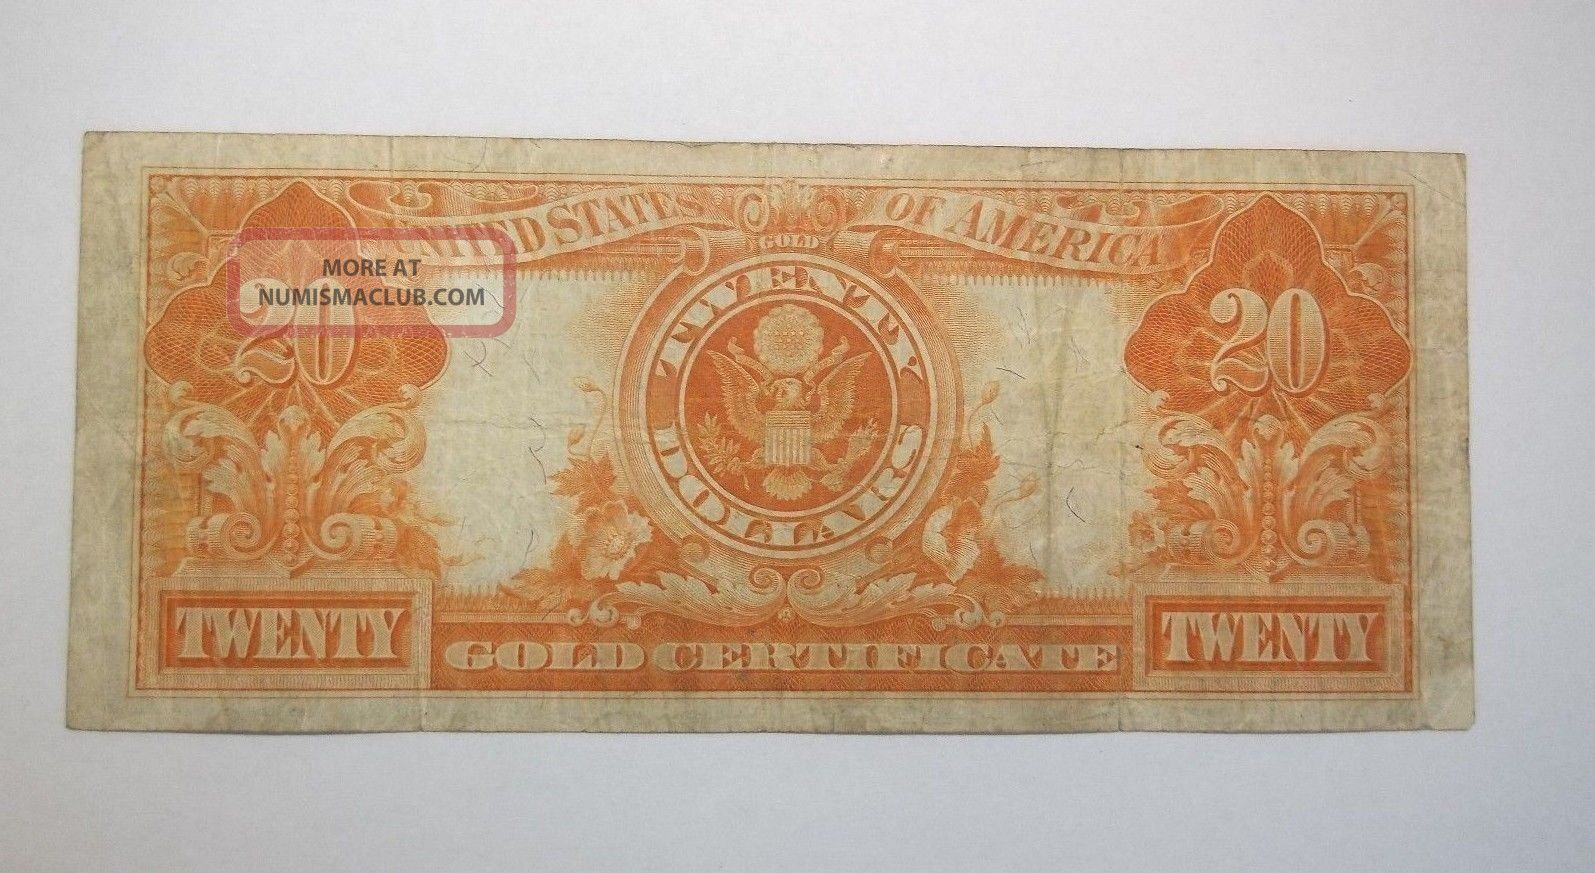 UNITED STATES OF AMERICA
GOLD
MORE AT
NUMISMACLUB.COM
20
20
TWENTY
DOLLARS
TWENTY
GOLD CERTIFICATE
TWENTY